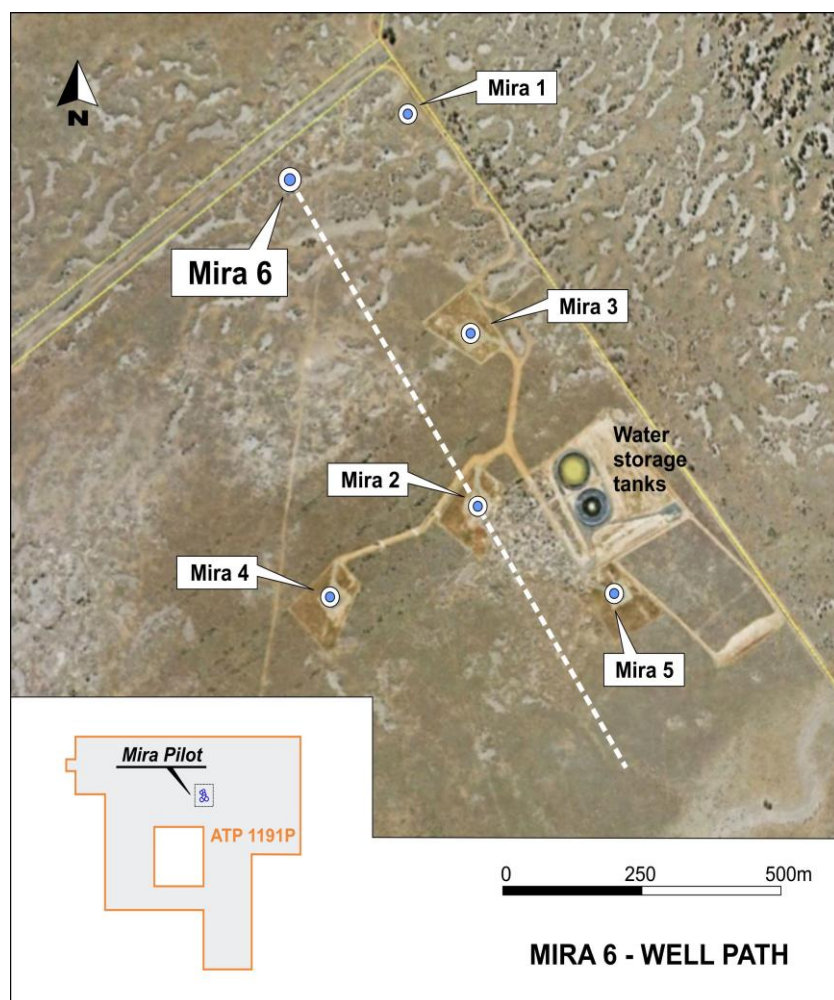 Mira 1
N
Mira 6
Mira 3
Water
storage
tanks
Mira 2
Mira 4
Mira 5
Mira Pilot
ATP 1191P
0 250 500m
MIRA 6 - WELL PATH